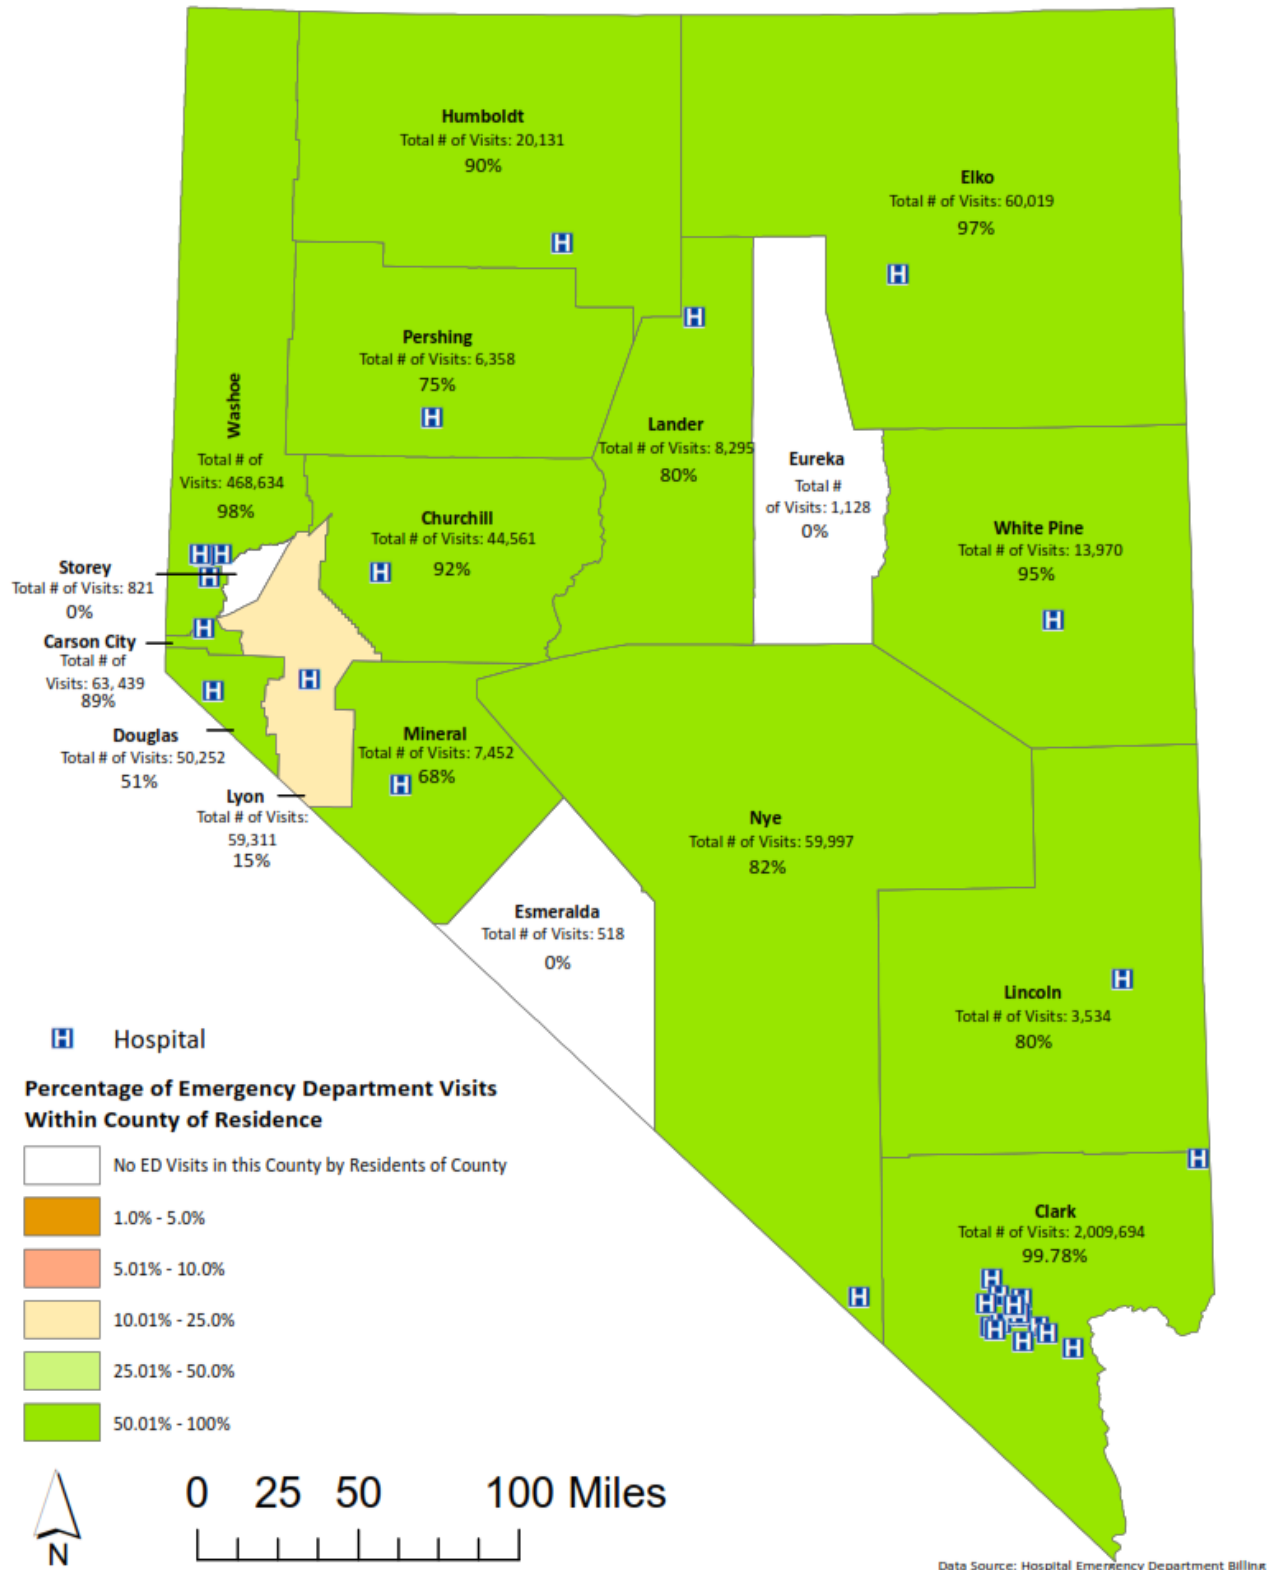 Humboldt
Total # of Visits: 20,131
90%
Elko
Total # of Visits: 60,019
97%
H
H
H
Pershing
Total # of Visits: 6,358
75%
H
Washoe
Total # of
Visits: 468,634
98%
Lander
Total # of Visits: 8,295
80%
Eureka
Total #
of Visits: 1,128
0%
Churchill
Total # of Visits: 44,561
92%
H
White Pine
Total # of Visits: 13,970
95%
H
H H
H
Storey
Total # of Visits: 821
0%
H
Carson City
Total # of
Visits: 63, 439
89%
H
H
Douglas
Total # of Visits: 50,252
51%
Mineral
Total # of Visits: 7,452
68%
H
Lyon
Total # of Visits:
59,311
15%
Nye
Total # of Visits: 59,997
82%
Esmeralda
Total # of Visits: 518
0%
H
Lincoln
Total # of Visits: 3,534
80%
H
Clark
Total # of Visits: 2,009,694
99.78%
H
H
H
H
H
H
H
H
H
H Hospital
Percentage of Emergency Department Visits
Within County of Residence
No ED Visits in this County by Residents of County
1.0% - 5.0%
5.01% - 10.0%
10.01% - 25.0%
25.01% - 50.0%
50.01% - 100%
N
0 25 50 100 Miles
Data Source: Hospital Emergency Department Billing